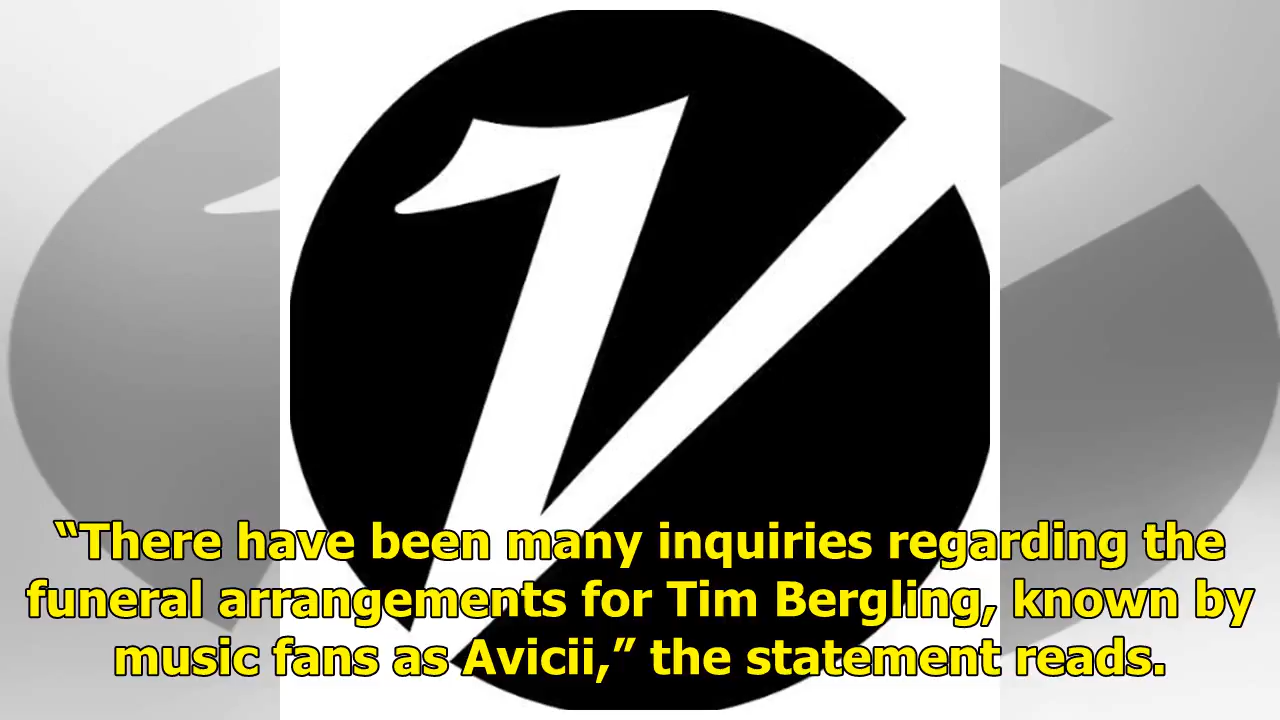 “There have been many inquiries regarding the
funeral arrangements for Tim Bergling, known by
music fans as Avicii,” the statement reads.